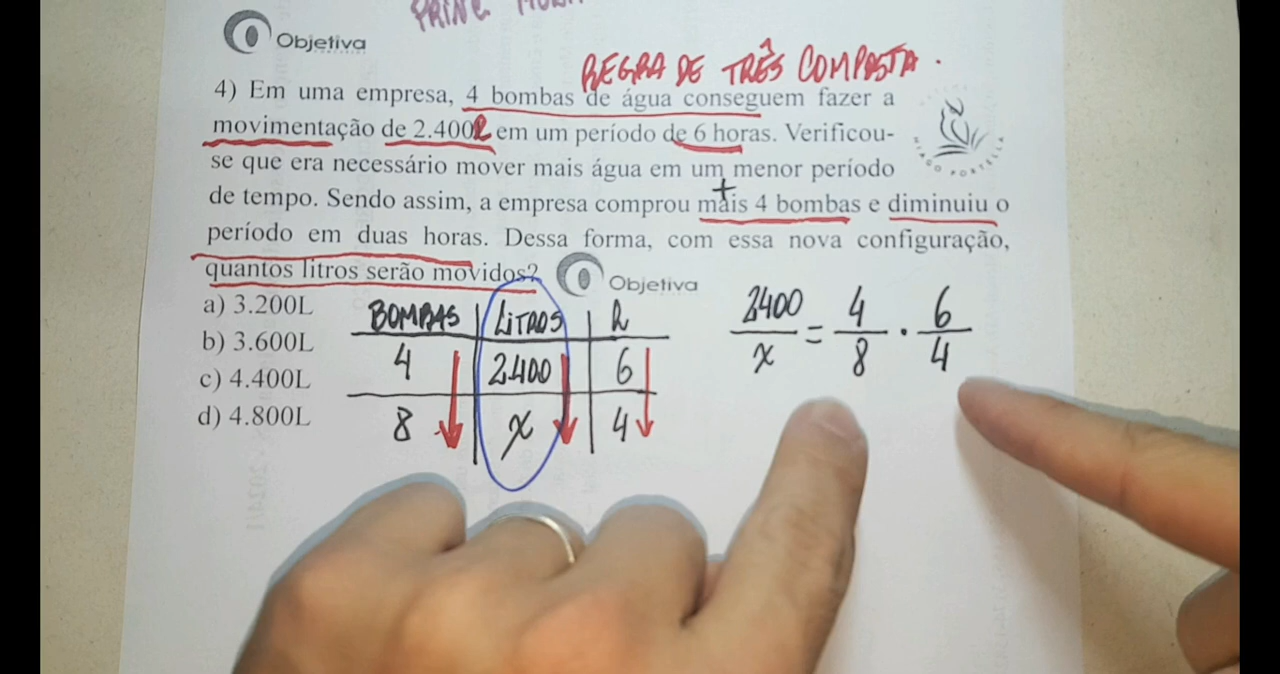 PRINC.
Objetiva
REGRA DE TRÊS COMPOSTA.
4) Em uma empresa, 4 bombas de água conseguem fazer a
movimentação de 2.400L em um período de 6 horas. Verificou-
se que era necessário mover mais água em um menor período
de tempo. Sendo assim, a empresa comprou mais 4 bombas e diminuiu o
+
período em duas horas. Dessa forma, com essa nova configuração,
quantos litros serão movidos?
Objetiva
a) 3.200L
b) 3.600L
c) 4.400L
d) 4.800L
BOMBAS LITROS h
4 2400 6
8 x 4
2400/x = 4/8 . 6/4